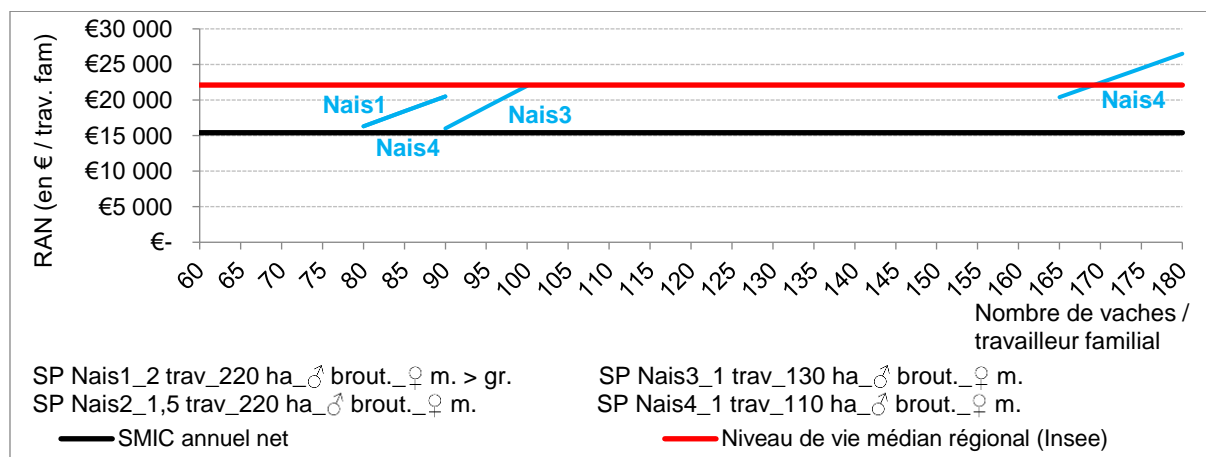 RAN (en € / trav. fam)
€30 000
€25 000
€20 000
€15 000
€10 000
€5 000
€-
Nais1
Nais3
Nais4
Nais4
60 65 70 75 80 85 90 95 100 105 110 115 120 125 130 135 140 145 150 155 160 165 170 175 180
Nombre de vaches /
travailleur familial
SP Nais1_2 trav_220 ha_♂ brout._♀ m. > gr.
SP Nais3_1 trav_130 ha_♂ brout._♀ m.
SP Nais2_1,5 trav_220 ha_♂ brout._♀ m.
SP Nais4_1 trav_110 ha_♂ brout._♀ m.
SMIC annuel net
Niveau de vie médian régional (Insee)